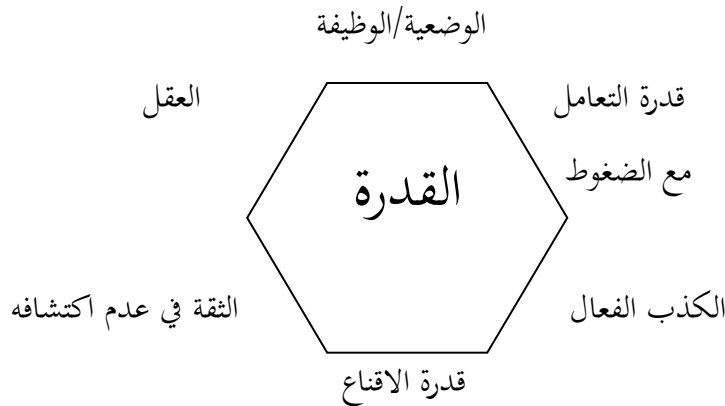 الوضعية/الوظيفة
قدرة التعامل
مع الضغوط
العقل
القدرة
الكذب الفعال
الثقة في عدم اكتشافه
قدرة الاقناع